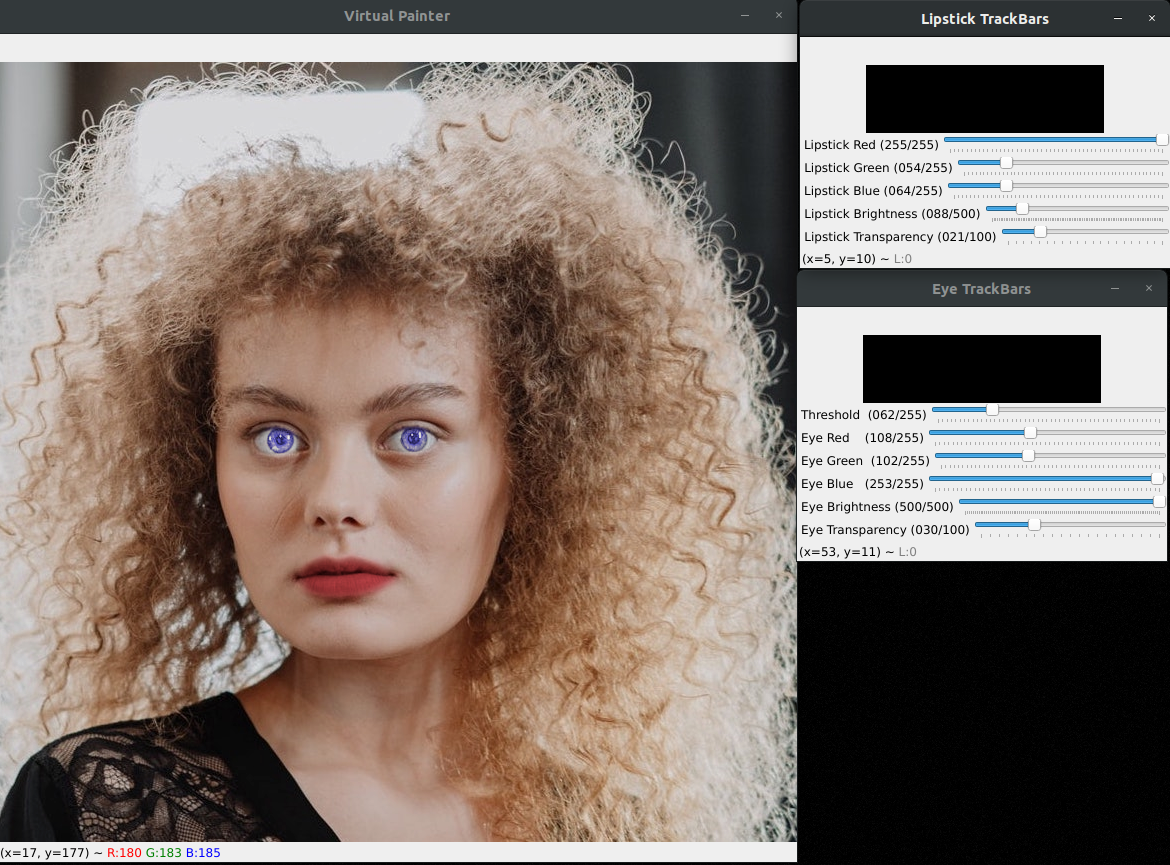 Virtual Painter
(x=17, y=177) ~ R:180 G:183 B:185
Lipstick TrackBars
Lipstick Red (255/255)
Lipstick Green (054/255)
Lipstick Blue (064/255)
Lipstick Brightness (088/500)
Lipstick Transparency (021/100)
(x=5, y=10) ~ L:0
Eye TrackBars
Threshold (062/255)
Eye Red (108/255)
Eye Green (102/255)
Eye Blue (253/255)
Eye Brightness (500/500)
Eye Transparency (030/100)
(x=53, y=11) ~ L:0